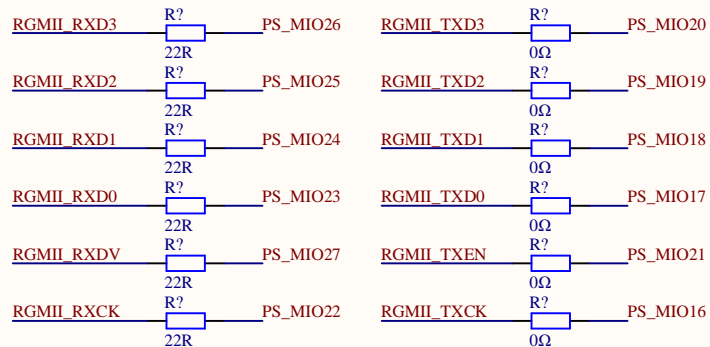 RGMII_RXD3 R? 22R PS_MIO26
RGMII_RXD2 R? 22R PS_MIO25
RGMII_RXD1 R? 22R PS_MIO24
RGMII_RXD0 R? 22R PS_MIO23
RGMII_RXDV R? 22R PS_MIO27
RGMII_RXCK R? 22R PS_MIO22
RGMII_TXD3 R? 0Ω PS_MIO20
RGMII_TXD2 R? 0Ω PS_MIO19
RGMII_TXD1 R? 0Ω PS_MIO18
RGMII_TXD0 R? 0Ω PS_MIO17
RGMII_TXEN R? 0Ω PS_MIO21
RGMII_TXCK R? 0Ω PS_MIO16